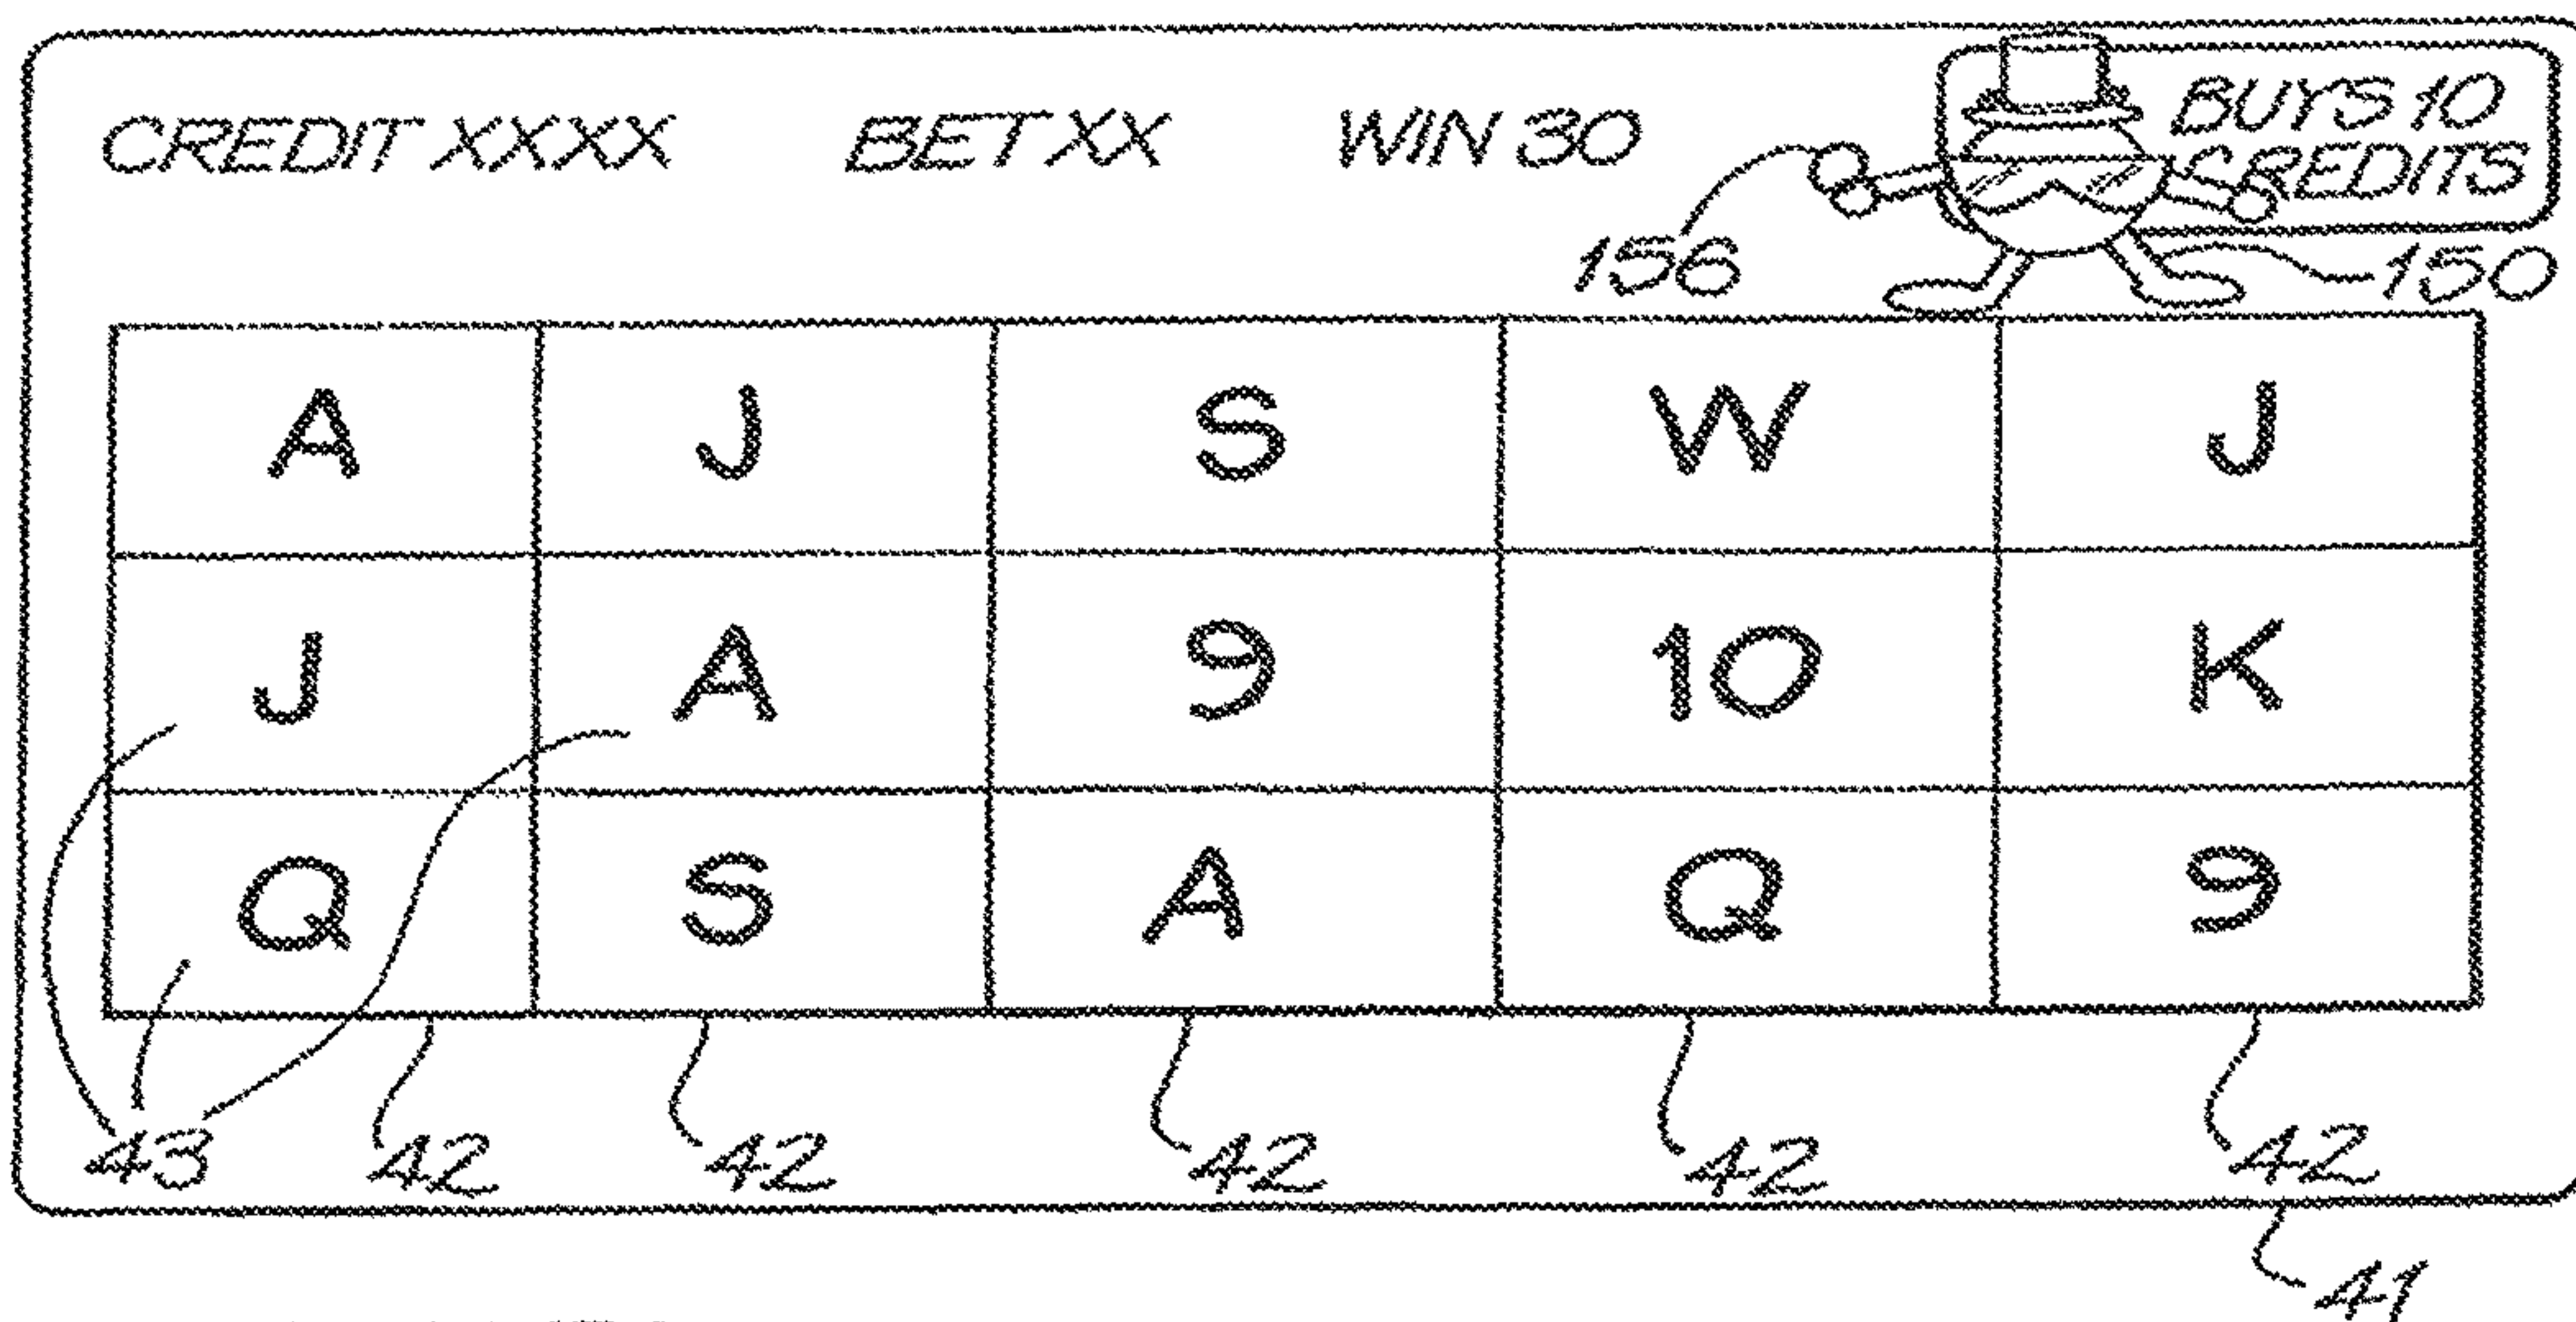 CREDIT XXXX BET XX WIN 30 BUYS 10
CREDITS
156 150
A J S W J
J A 9 10 K
Q S A Q 9
43 42 42 42 42 42
41